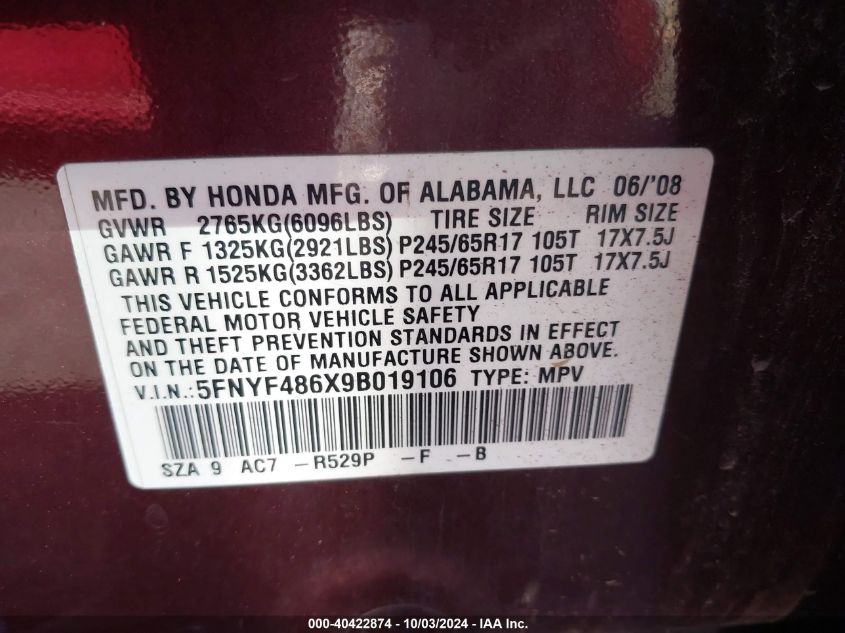 MFD. BY HONDA MFG. OF ALABAMA, LLC 06/'08
GVWR 2765KG(6096LBS) TIRE SIZE RIM SIZE
GAWR F 1325KG(2921LBS) P245/65R17 105T 17X7.5J
GAWR R 1525KG(3362LBS) P245/65R17 105T 17X7.5J
THIS VEHICLE CONFORMS TO ALL APPLICABLE
FEDERAL MOTOR VEHICLE SAFETY
AND THEFT PREVENTION STANDARDS IN EFFECT
ON THE DATE OF MANUFACTURE SHOWN ABOVE.
V.I.N.:5FNYF486X9B019106 TYPE: MPV
SZA 9 AC7 -R529P -F -B
000-40422874 - 10/03/2024 - IAA Inc.